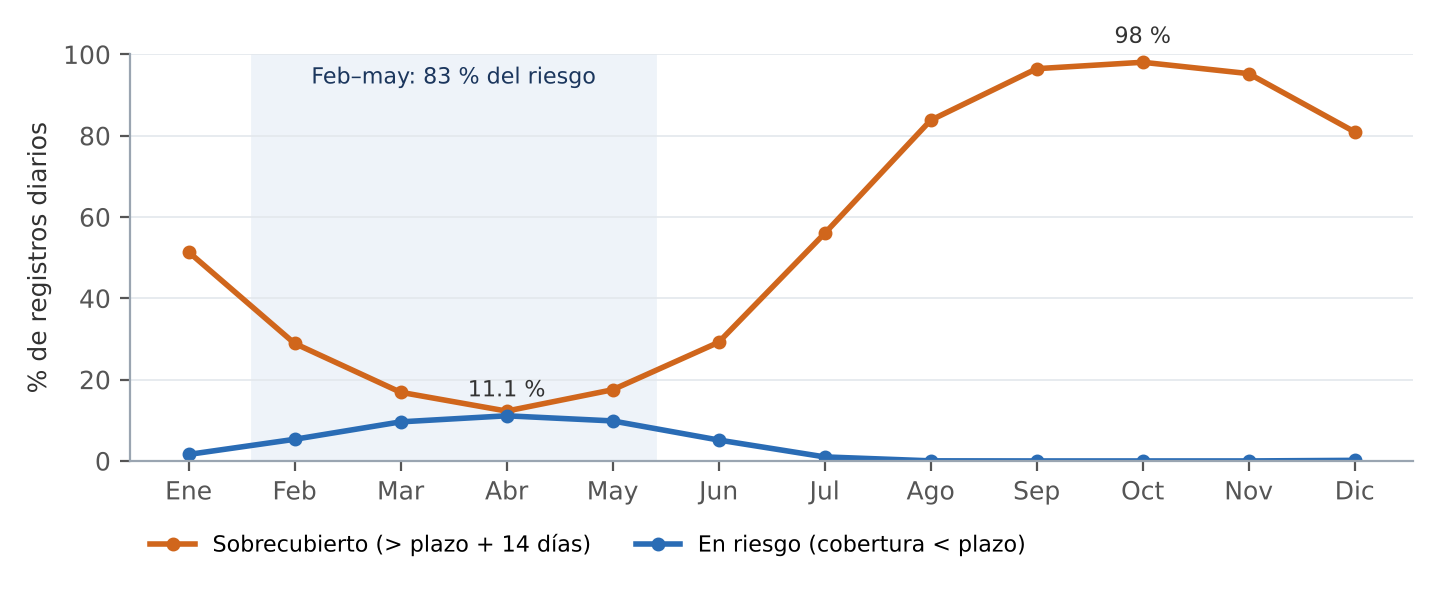 98 %
100
Feb–may: 83 % del riesgo
80
60
40
20
0
% de registros diarios
11.1 %
Ene Feb Mar Abr May Jun Jul Ago Sep Oct Nov Dic
Sobrecubierto (> plazo + 14 días) En riesgo (cobertura < plazo)